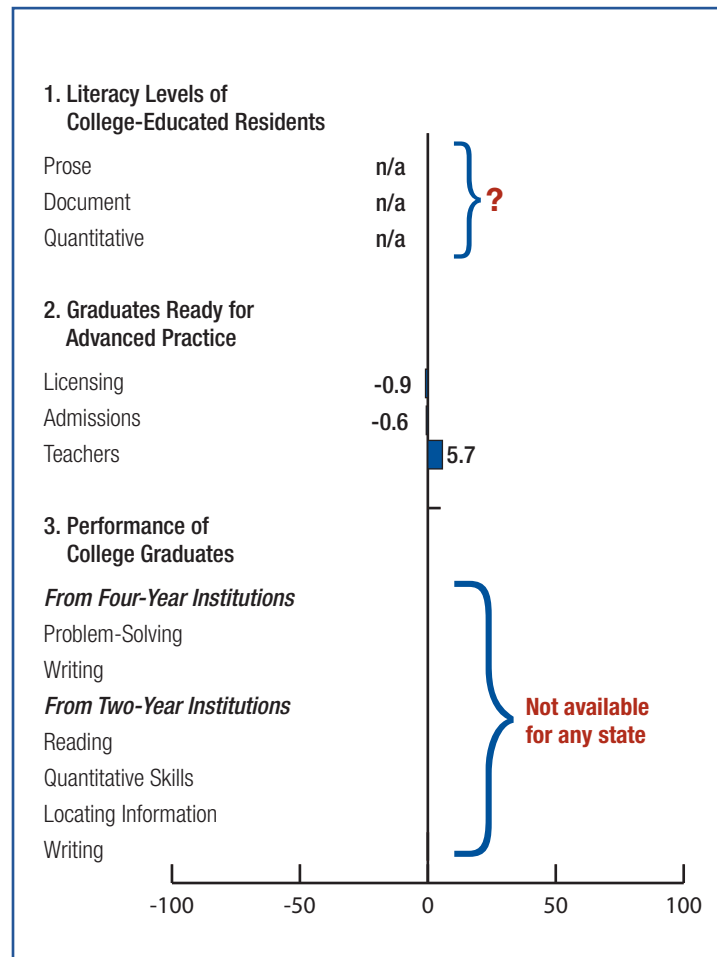 1. Literacy Levels of
College-Educated Residents
Prose n/a
Document n/a
Quantitative n/a
?
2. Graduates Ready for
Advanced Practice
Licensing -0.9
Admissions -0.6
Teachers 5.7
3. Performance of
College Graduates
From Four-Year Institutions
Problem-Solving
Writing
From Two-Year Institutions
Reading
Quantitative Skills
Locating Information
Writing
Not available
for any state
-100 -50 0 50 100